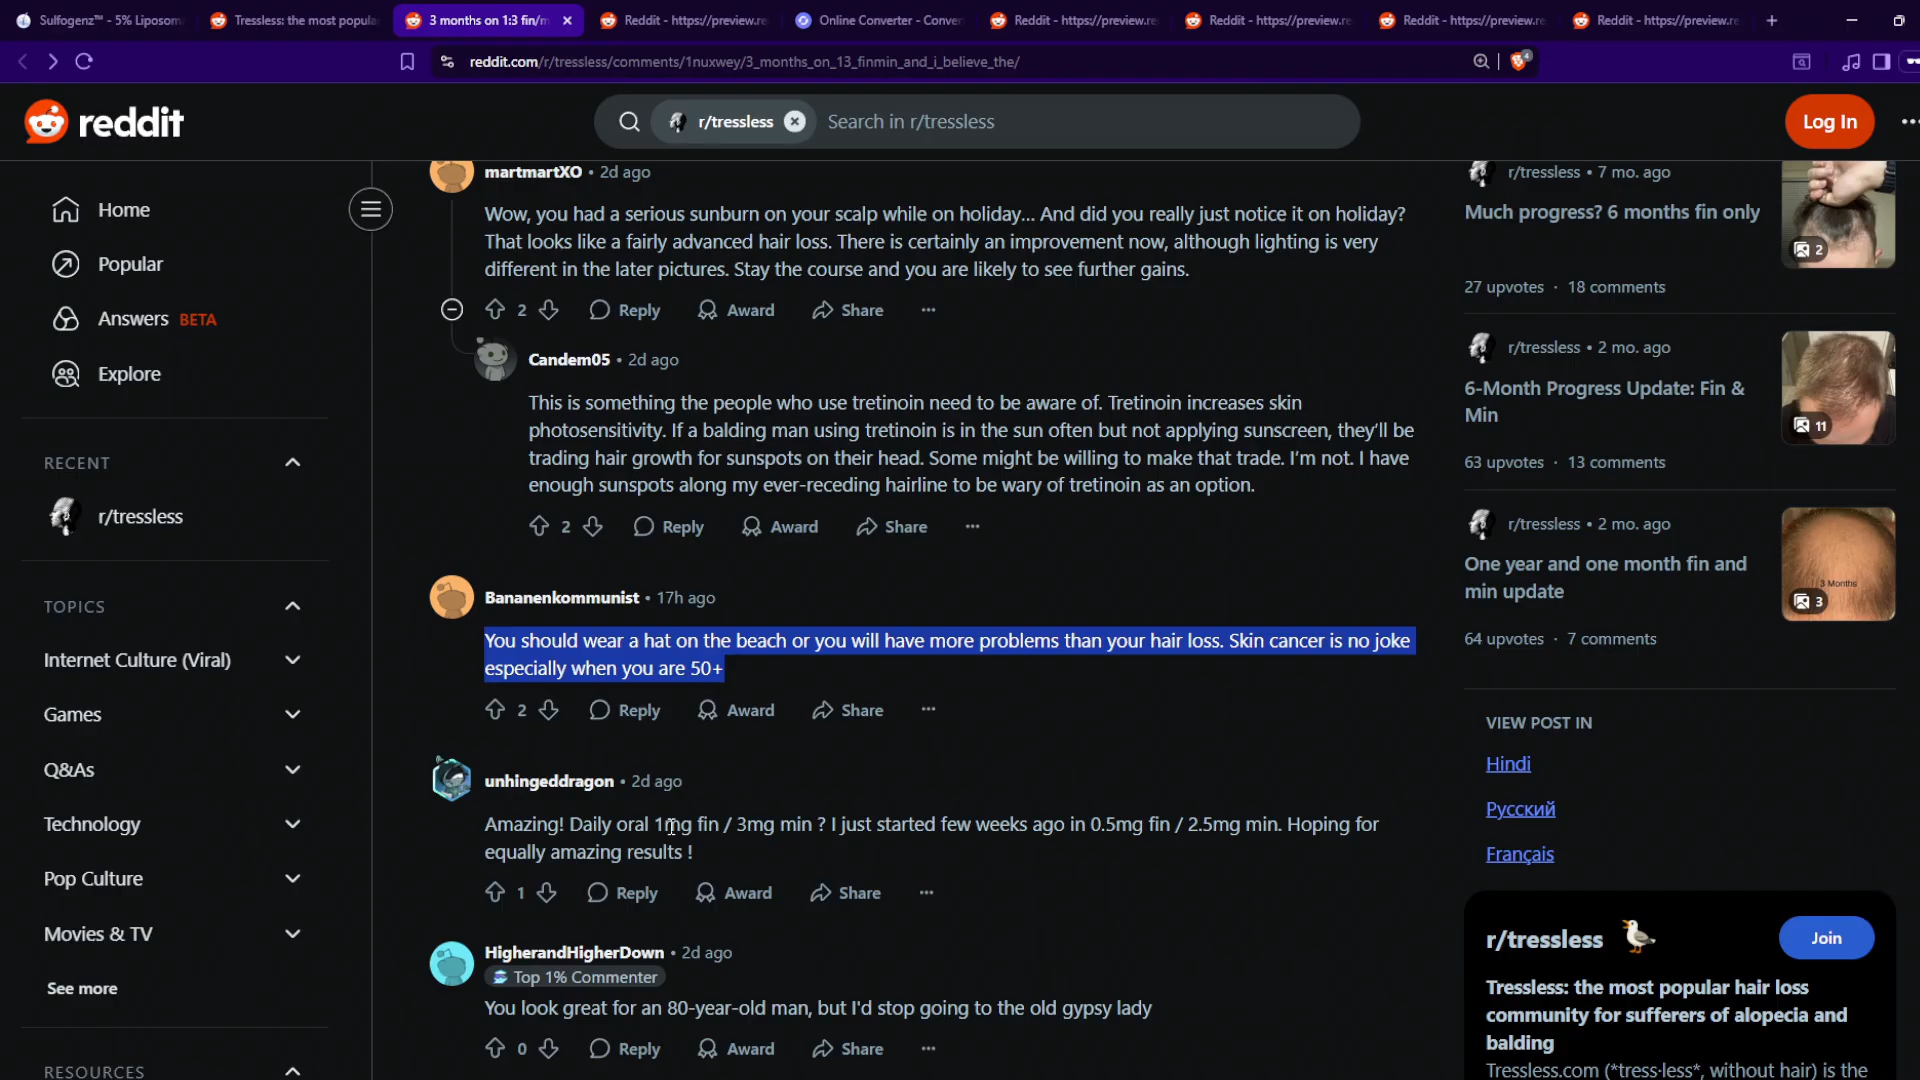 Sulfogenz™ - 5% Liposom
Tressless: the most popula
3 months on 1:3 fin/m
Reddit - https://preview.re
Online Converter - Conver
Reddit - https://preview.re
Reddit - https://preview.re
Reddit - https://preview.re
Reddit - https://preview.re
reddit.com/r/tressless/comments/1nuxwey/3_months_on_13_finmin_and_i_believe_the/
4
reddit
r/tressless
Search in r/tressless
Log In
Home
Popular
Answers BETA
Explore
RECENT
r/tressless
TOPICS
Internet Culture (Viral)
Games
Q&As
Technology
Pop Culture
Movies & TV
See more
RESOURCES
martmartXO • 2d ago
Wow, you had a serious sunburn on your scalp while on holiday... And did you really just notice it on holiday?
That looks like a fairly advanced hair loss. There is certainly an improvement now, although lighting is very
different in the later pictures. Stay the course and you are likely to see further gains.
2 Reply Award Share
Candem05 • 2d ago
This is something the people who use tretinoin need to be aware of. Tretinoin increases skin
photosensitivity. If a balding man using tretinoin is in the sun often but not applying sunscreen, they'll be
trading hair growth for sunspots on their head. Some might be willing to make that trade. I'm not. I have
enough sunspots along my ever-receding hairline to be wary of tretinoin as an option.
2 Reply Award Share
Bananenkommunist • 17h ago
You should wear a hat on the beach or you will have more problems than your hair loss. Skin cancer is no joke
especially when you are 50+
2 Reply Award Share
unhingeddragon • 2d ago
Amazing! Daily oral 1mg fin / 3mg min ? I just started few weeks ago in 0.5mg fin / 2.5mg min. Hoping for
equally amazing results !
1 Reply Award Share
HigherandHigherDown • 2d ago
Top 1% Commenter
You look great for an 80-year-old man, but I'd stop going to the old gypsy lady
0 Reply Award Share
r/tressless • 7 mo. ago
Much progress? 6 months fin only
2
27 upvotes · 18 comments
r/tressless • 2 mo. ago
6-Month Progress Update: Fin &
Min
11
63 upvotes · 13 comments
r/tressless • 2 mo. ago
One year and one month fin and
min update
3 Months
3
64 upvotes · 7 comments
VIEW POST IN
Hindi
Русский
Français
r/tressless
Join
Tressless: the most popular hair loss
community for sufferers of alopecia and
balding
Tressless.com (*tress·less*, without hair) is the